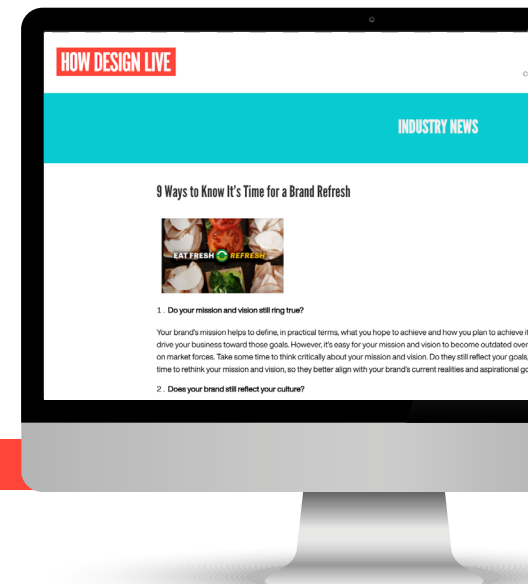 HOW DESIGN LIVE
INDUSTRY NEWS
9 Ways to Know It's Time for a Brand Refresh
EAT FRESH REFRESH
1. Do your mission and vision still ring true?
Your brand's mission helps to define, in practical terms, what you hope to achieve and how you plan to achieve it
drive your business toward those goals. However, it's easy for your mission and vision to become outdated over
on market forces. Take some time to think critically about your mission and vision. Do they still reflect your goals,
time to rethink your mission and vision, so they better align with your brand's current realities and aspirational
2. Does your brand still reflect your culture?